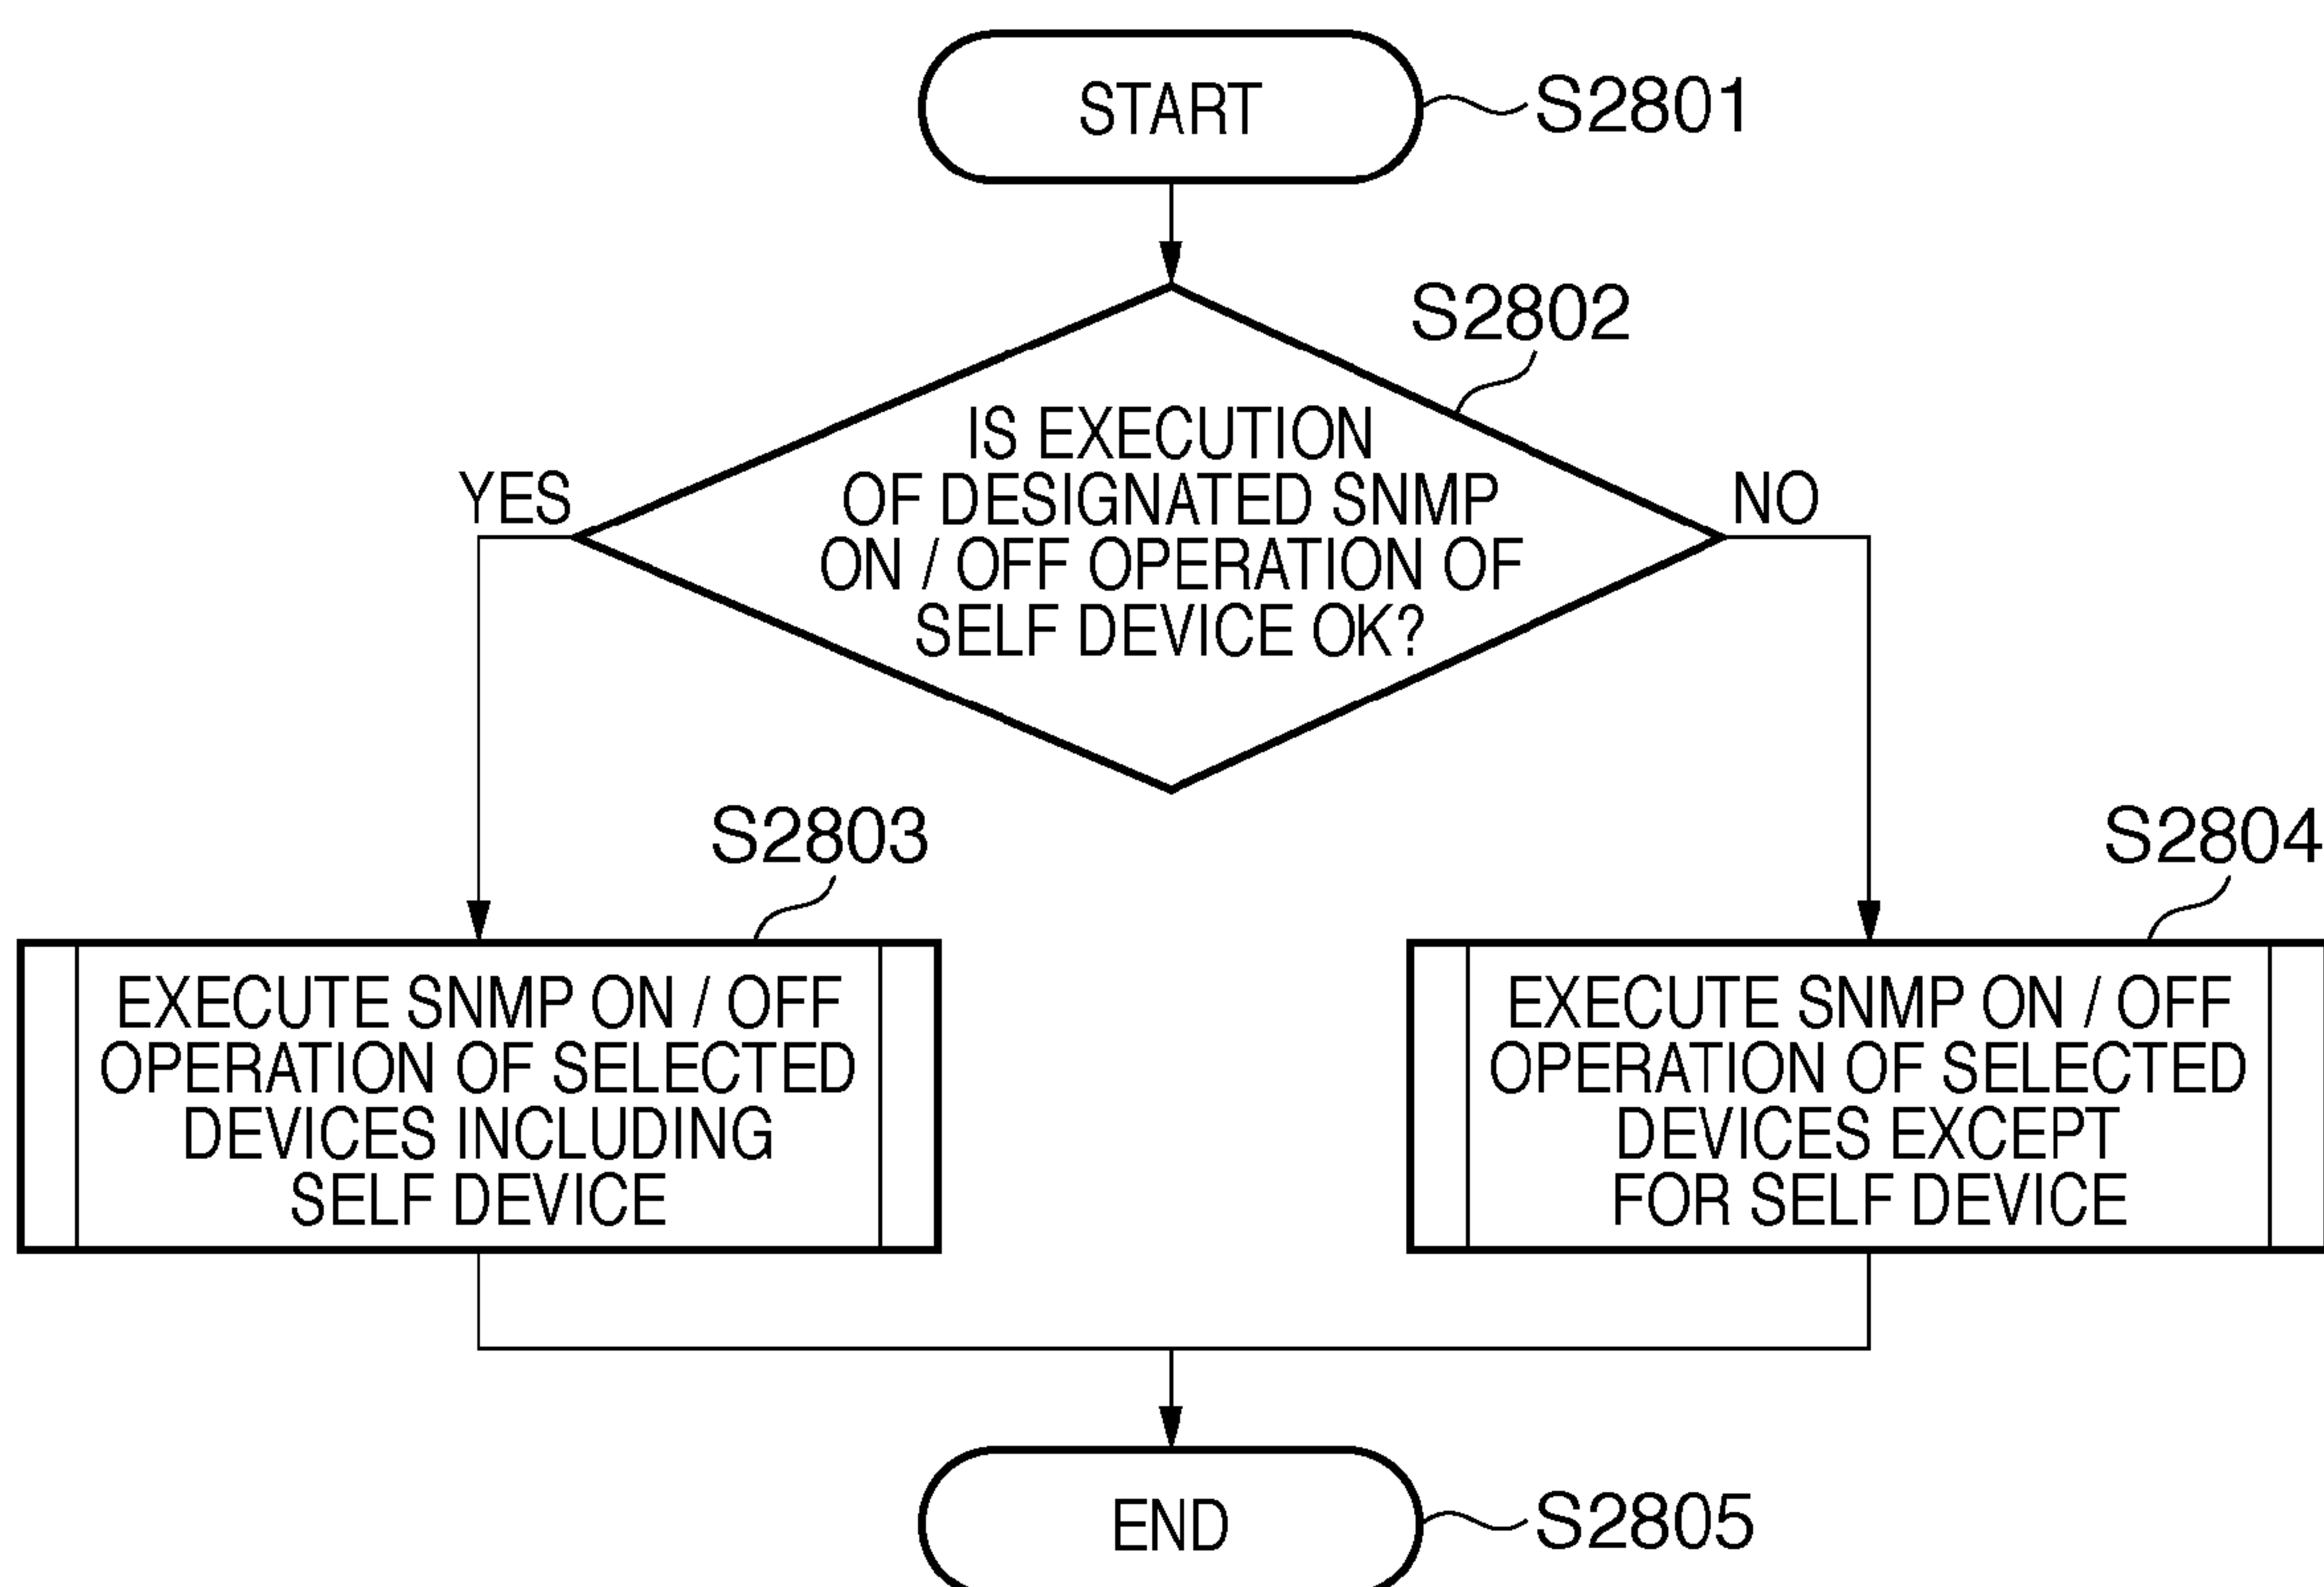 START
S2801
S2802
IS EXECUTION
OF DESIGNATED SNMP
ON / OFF OPERATION OF
SELF DEVICE OK?
YES
NO
S2803
EXECUTE SNMP ON / OFF
OPERATION OF SELECTED
DEVICES INCLUDING
SELF DEVICE
S2804
EXECUTE SNMP ON / OFF
OPERATION OF SELECTED
DEVICES EXCEPT
FOR SELF DEVICE
END
S2805